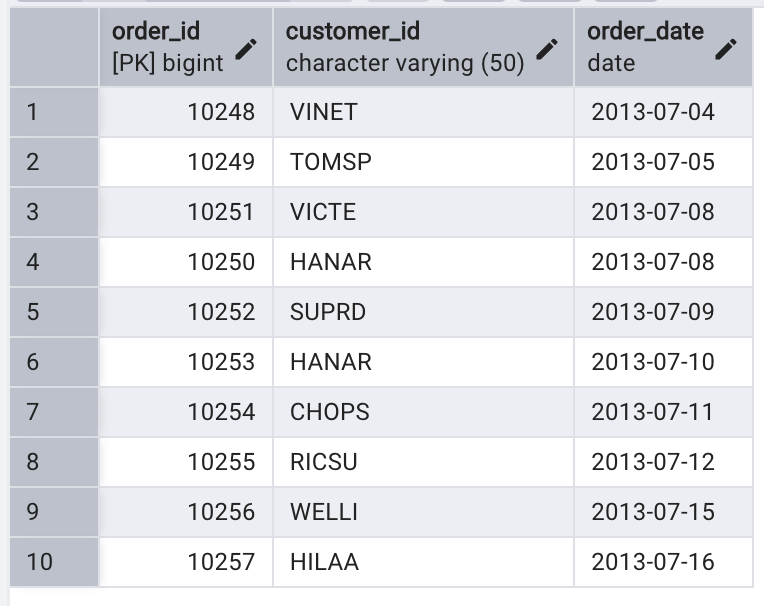 order_id customer_id order_date
[PK] bigint character varying (50) date
1 10248 VINET 2013-07-04
2 10249 TOMSP 2013-07-05
3 10251 VICTE 2013-07-08
4 10250 HANAR 2013-07-08
5 10252 SUPRD 2013-07-09
6 10253 HANAR 2013-07-10
7 10254 CHOPS 2013-07-11
8 10255 RICSU 2013-07-12
9 10256 WELLI 2013-07-15
10 10257 HILAA 2013-07-16